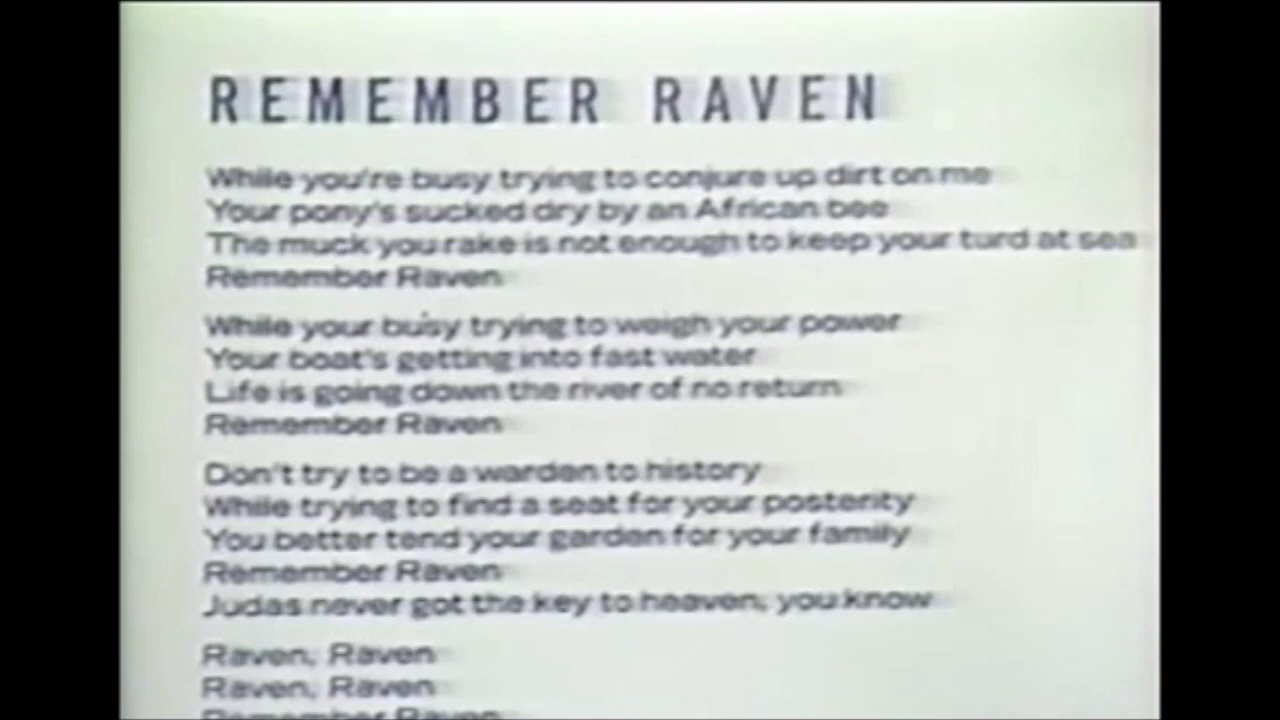 REMEMBER RAVEN
While you're busy trying to conjure up dirt on me
Your pony's sucked dry by an African bee
The muck you rake is not enough to keep your turd at sea
Remember Raven
While your busy trying to weigh your power
Your boat's getting into fast water
Life is going down the river of no return
Remember Raven
Don't try to be a warden to history
While trying to find a seat for your posterity
You better tend your garden for your family
Remember Raven
Judas never got the key to heaven, you know
Raven, Raven
Raven, Raven
Remember Raven